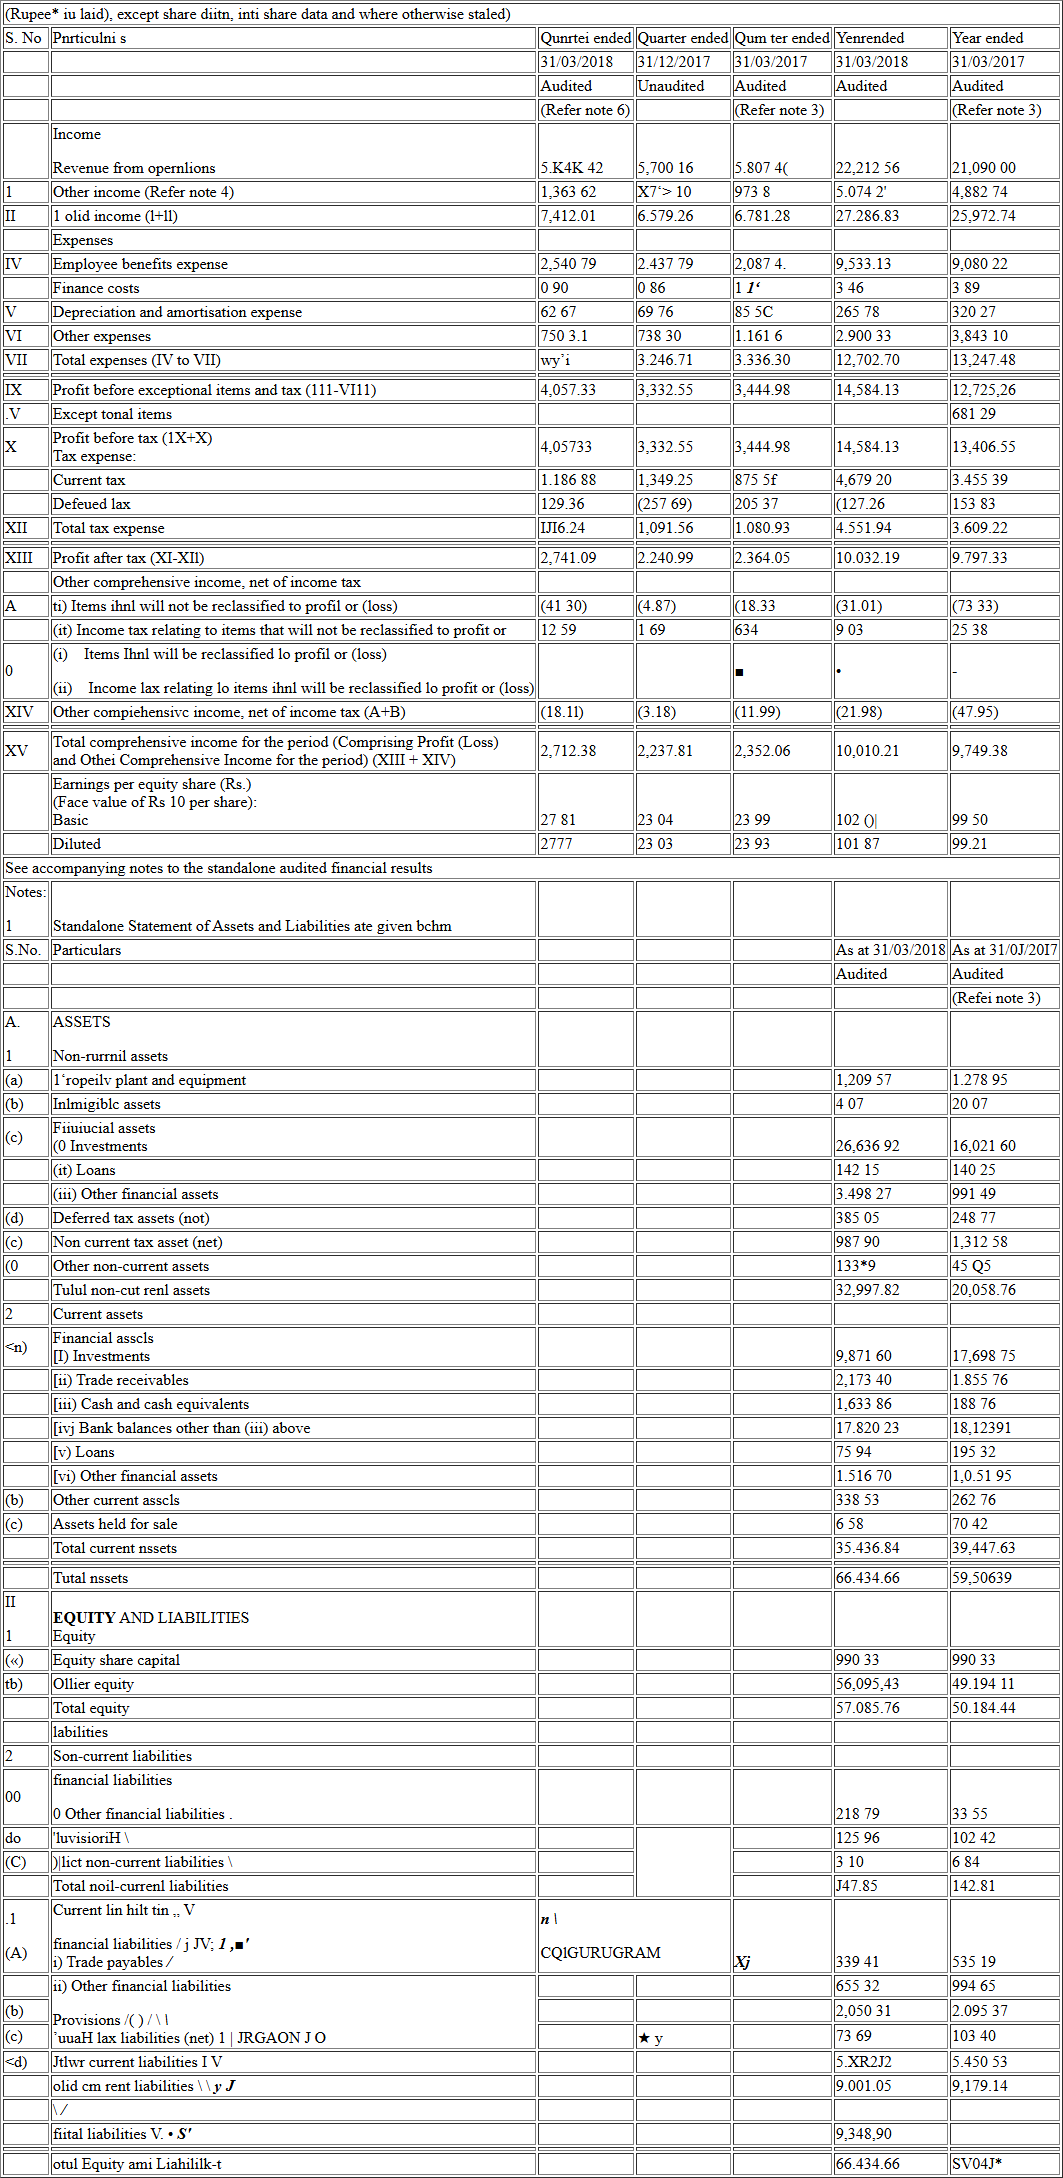 (Rupee* iu laid), except share diitn, inti share data and where otherwise staled)
S. No Pnrticulni s Qunrtei ended Quarter ended Qum ter ended Yenrended Year ended
31/03/2018 31/12/2017 31/03/2017 31/03/2018 31/03/2017
Audited Unaudited Audited Audited Audited
(Refer note 6) (Refer note 3) (Refer note 3)
Income
Revenue from opernlions 5.K4K 42 5,700 16 5.807 4( 22,212 56 21,090 00
1 Other income (Refer note 4) 1,363 62 X7‘> 10 973 8 5.074 2' 4,882 74
II 1 olid income (l+ll) 7,412.01 6.579.26 6.781.28 27.286.83 25,972.74
Expenses
IV Employee benefits expense 2,540 79 2.437 79 2,087 4. 9,533.13 9,080 22
Finance costs 0 90 0 86 1 1‘ 3 46 3 89
V Depreciation and amortisation expense 62 67 69 76 85 5C 265 78 320 27
VI Other expenses 750 3.1 738 30 1.161 6 2.900 33 3,843 10
VII Total expenses (IV to VII) wy’i 3.246.71 3.336.30 12,702.70 13,247.48
IX Profit before exceptional items and tax (111-VI11) 4,057.33 3,332.55 3,444.98 14,584.13 12,725,26
.V Except tonal items 681 29
X Profit before tax (1X+X) 4,05733 3,332.55 3,444.98 14,584.13 13,406.55
Tax expense:
Current tax 1.186 88 1,349.25 875 5f 4,679 20 3.455 39
Defeued lax 129.36 (257 69) 205 37 (127.26 153 83
XII Total tax expense IJI6.24 1,091.56 1.080.93 4.551.94 3.609.22
XIII Profit after tax (XI-XIl) 2,741.09 2.240.99 2.364.05 10.032.19 9.797.33
Other comprehensive income, net of income tax
A ti) Items ihnl will not be reclassified to profil or (loss) (41 30) (4.87) (18.33 (31.01) (73 33)
(it) Income tax relating to items that will not be reclassified to profit or 12 59 1 69 634 9 03 25 38
0 (i) Items Ihnl will be reclassified lo profil or (loss) ■ • -
(ii) Income lax relating lo items ihnl will be reclassified lo profit or (loss)
XIV Other compiehensivc income, net of income tax (A+B) (18.11) (3.18) (11.99) (21.98) (47.95)
XV Total comprehensive income for the period (Comprising Profit (Loss) 2,712.38 2,237.81 2,352.06 10,010.21 9,749.38
and Othei Comprehensive Income for the period) (XIII + XIV)
Earnings per equity share (Rs.)
(Face value of Rs 10 per share):
Basic 27 81 23 04 23 99 102 ()| 99 50
Diluted 2777 23 03 23 93 101 87 99.21
See accompanying notes to the standalone audited financial results
Notes:
1 Standalone Statement of Assets and Liabilities ate given bchm
S.No. Particulars As at 31/03/2018 As at 31/0J/20I7
Audited Audited
(Refei note 3)
A. ASSETS
1 Non-rurrnil assets
(a) 1‘ropeilv plant and equipment 1,209 57 1.278 95
(b) Inlmigiblc assets 4 07 20 07
(c) Fiiuiucial assets
(0 Investments 26,636 92 16,021 60
(it) Loans 142 15 140 25
(iii) Other financial assets 3.498 27 991 49
(d) Deferred tax assets (not) 385 05 248 77
(c) Non current tax asset (net) 987 90 1,312 58
(0 Other non-current assets 133*9 45 Q5
Tulul non-cut renl assets 32,997.82 20,058.76
2 Current assets
<n) Financial asscls
[I) Investments 9,871 60 17,698 75
[ii) Trade receivables 2,173 40 1.855 76
[iii) Cash and cash equivalents 1,633 86 188 76
[ivj Bank balances other than (iii) above 17.820 23 18,12391
[v) Loans 75 94 195 32
[vi) Other financial assets 1.516 70 1,0.51 95
(b) Other current asscls 338 53 262 76
(c) Assets held for sale 6 58 70 42
Total current nssets 35.436.84 39,447.63
Tutal nssets 66.434.66 59,50639
II EQUITY AND LIABILITIES
1 Equity
(«) Equity share capital 990 33 990 33
tb) Ollier equity 56,095,43 49.194 11
Total equity 57.085.76 50.184.44
labilities
2 Son-current liabilities
00 financial liabilities
0 Other financial liabilities . 218 79 33 55
do 'luvisioriH \ 125 96 102 42
(C) )|lict non-current liabilities \ 3 10 6 84
Total noil-currenl liabilities J47.85 142.81
.1 Current lin hilt tin ,, V n \
(A) financial liabilities / j JV; 1 ,■' CQlGURUGRAM
i) Trade payables / Xj 339 41 535 19
ii) Other financial liabilities 655 32 994 65
(b) Provisions /( ) / \ \ 2,050 31 2.095 37
(c) ’uuaH lax liabilities (net) 1 | JRGAON J O ★ y 73 69 103 40
<d) Jtlwr current liabilities I V 5.XR2J2 5.450 53
olid cm rent liabilities \ \ y J 9.001.05 9,179.14
\ /
fiital liabilities V. • S' 9,348,90
otul Equity ami Liahililk-t 66.434.66 SV04J*